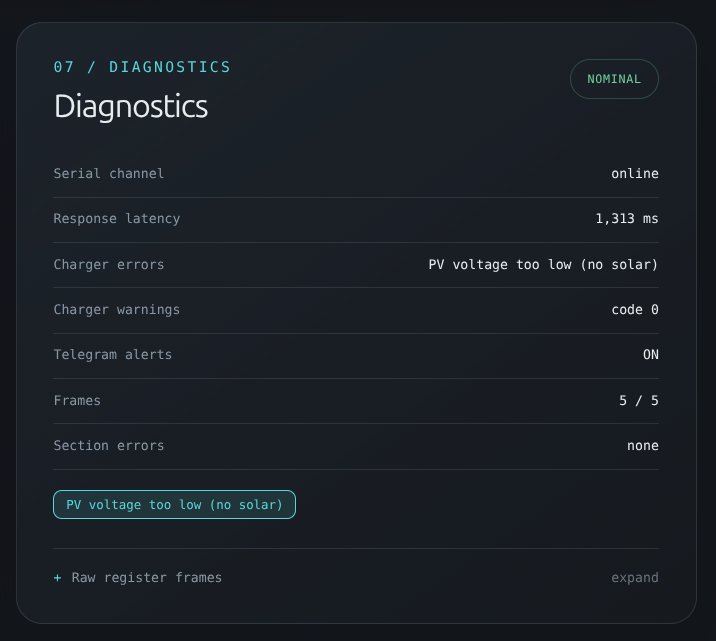 07 / DIAGNOSTICS
NOMINAL
Diagnostics
Serial channel online
Response latency 1,313 ms
Charger errors PV voltage too low (no solar)
Charger warnings code 0
Telegram alerts ON
Frames 5 / 5
Section errors none
PV voltage too low (no solar)
+ Raw register frames expand